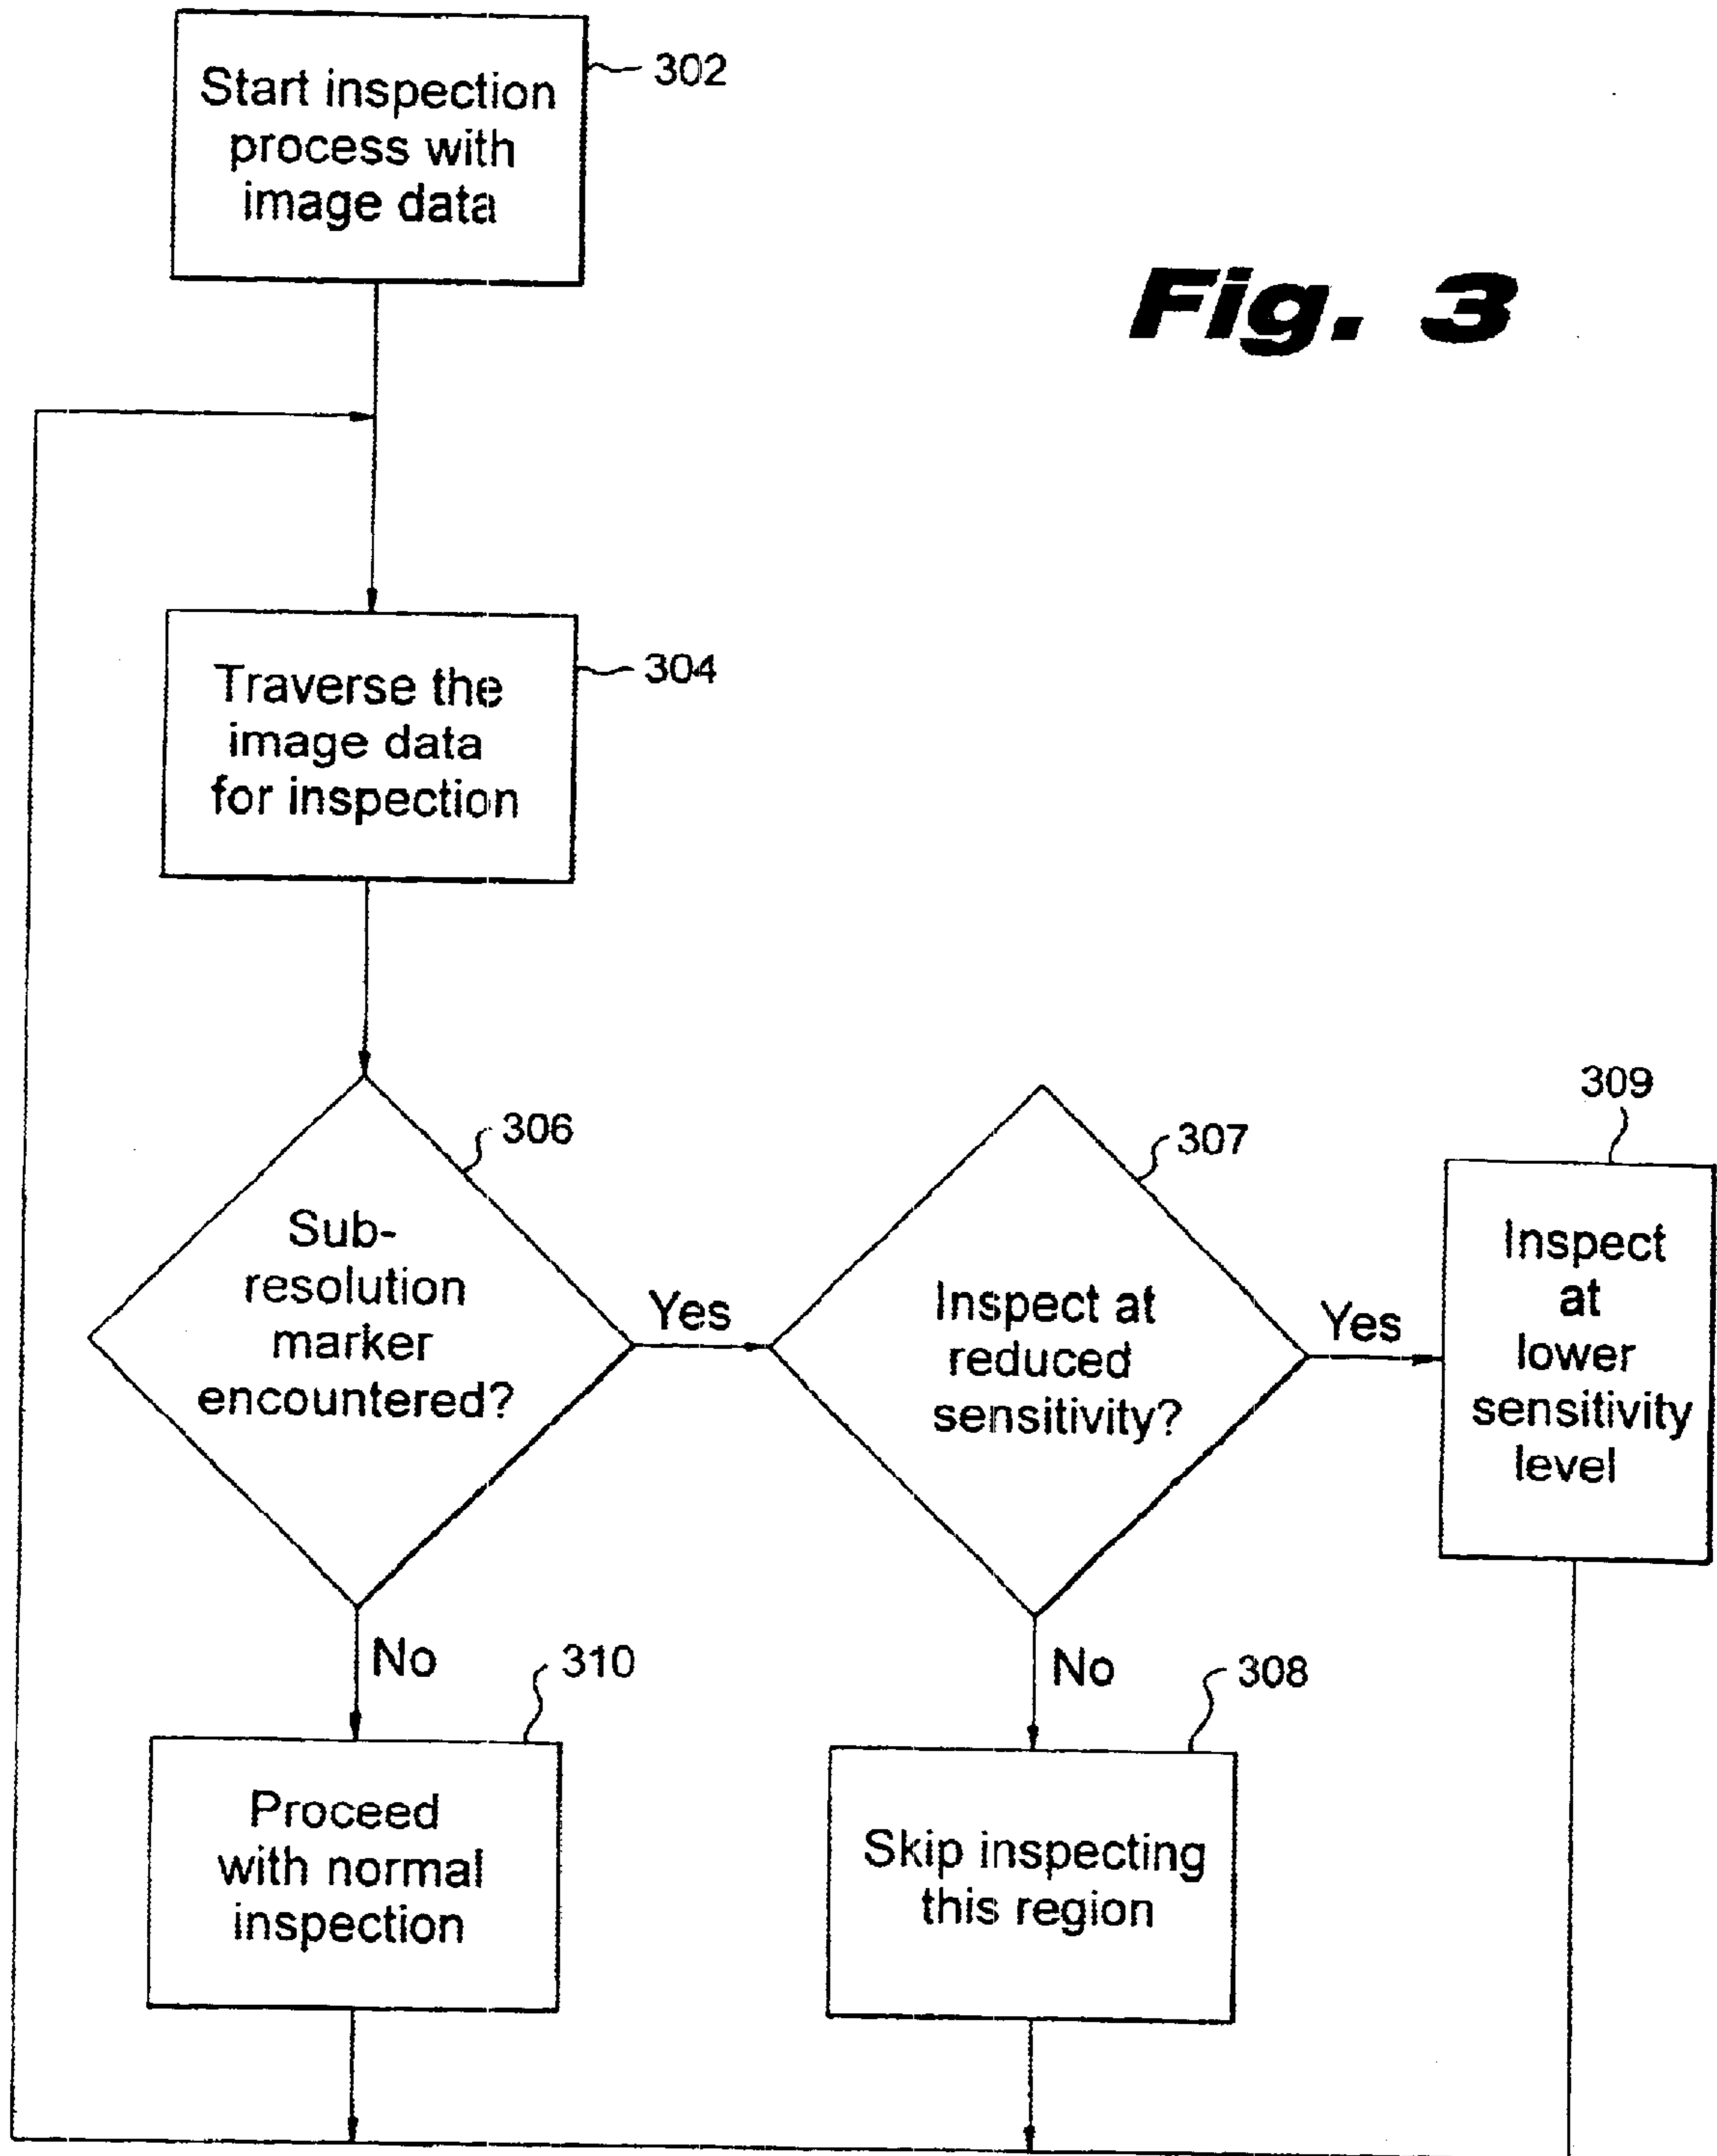 Start inspection
process with
image data
302
Fig. 3
Traverse the
image data
for inspection
304
Sub-
resolution
marker
encountered?
306
Yes
Inspect at
reduced
sensitivity?
307
Yes
Inspect
at
lower
sensitivity
level
309
No
No
Proceed
with normal
inspection
310
Skip inspecting
this region
308